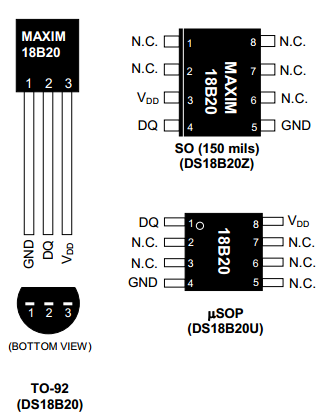 MAXIM
18B20
1 2 3
GND DQ VDD
1 2 3
(BOTTOM VIEW)
TO-92
(DS18B20)
N.C. 1 8 N.C.
N.C. 2 7 N.C.
VDD 3 6 N.C.
DQ 4 5 GND
MAXIM
18B20
SO (150 mils)
(DS18B20Z)
DQ 1 8 VDD
N.C. 2 7 N.C.
N.C. 3 6 N.C.
GND 4 5 N.C.
18B20
µSOP
(DS18B20U)